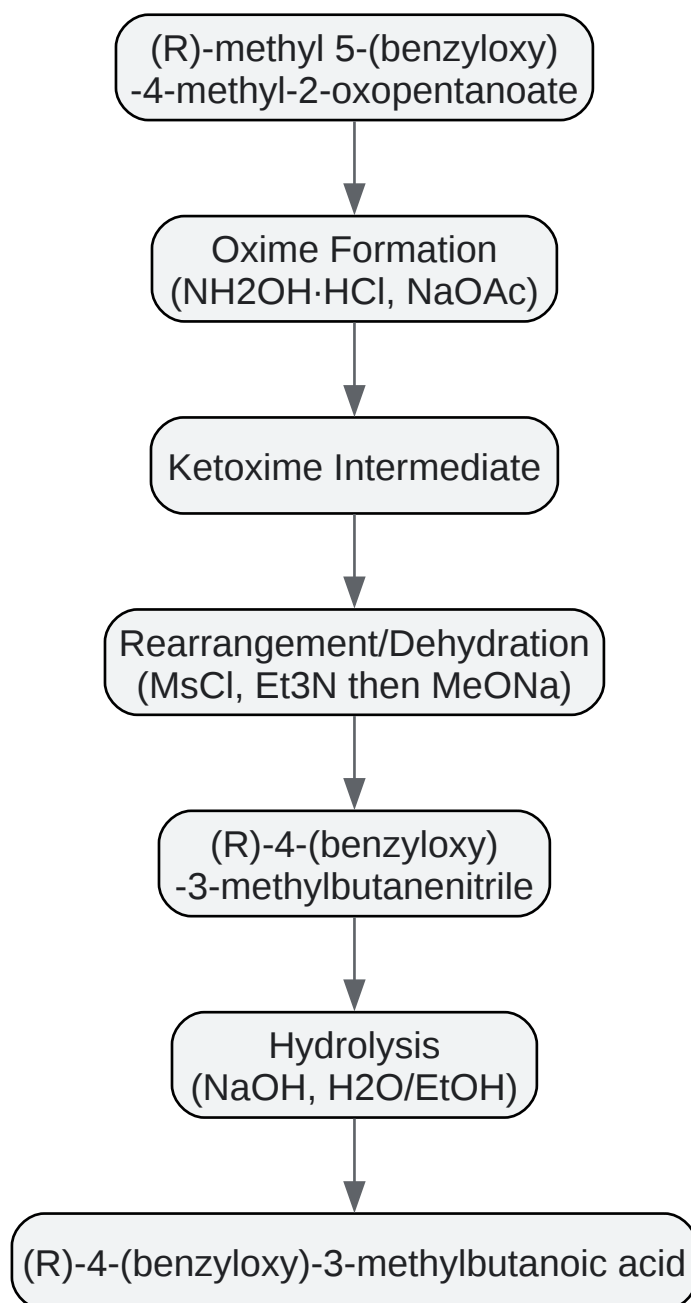 (R)-methyl 5-(benzyloxy)
-4-methyl-2-oxopentanoate
Oxime Formation
(NH2OH·HCl, NaOAc)
Ketoxime Intermediate
Rearrangement/Dehydration
(MsCl, Et3N then MeONa)
(R)-4-(benzyloxy)
-3-methylbutanenitrile
Hydrolysis
(NaOH, H2O/EtOH)
(R)-4-(benzyloxy)-3-methylbutanoic acid